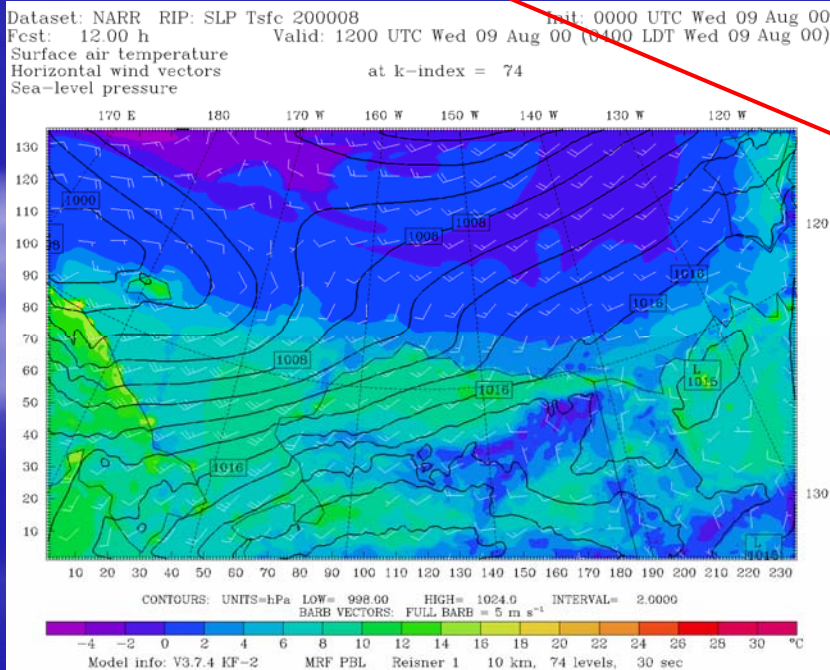 Dataset: NARR RIP: SLP Tsfc 200008 Init: 0000 UTC Wed 09 Aug 00
Fcst: 12.00 h Valid: 1200 UTC Wed 09 Aug 00 (0400 LDT Wed 09 Aug 00)
Surface air temperature
Horizontal wind vectors at k-index = 74
Sea-level pressure
170 E 180 170 W 160 W 150 W 140 W 130 W 120 W
130
120
110
100
90
80
70
60
50
40
30
20
10
1000
1008
1008
1016
1016
1008
1016
1016
L
1015
L
1015
120
130
10 20 30 40 50 60 70 80 90 100 110 120 130 140 150 160 170 180 190 200 210 220 230
CONTOURS: UNITS=hPa LOW= 998.00 HIGH= 1024.0 INTERVAL= 2.0000
BARB VECTORS: FULL BARB = 5 m s⁻¹
-4 -2 0 2 4 6 8 10 12 14 16 18 20 22 24 26 28 30 °C
Model info: V3.7.4 KF-2 MRF PBL Reisner 1 10 km, 74 levels, 30 sec